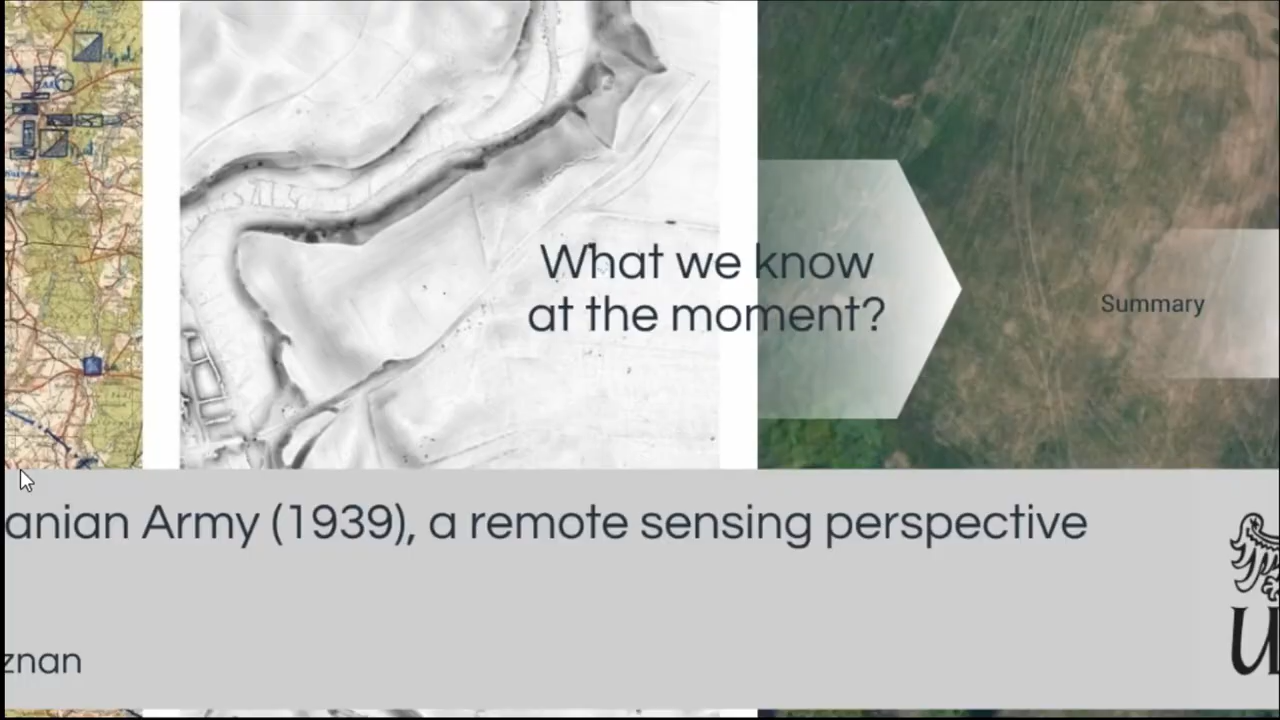 What we know
at the moment?
Summary
anian Army (1939), a remote sensing perspective
znan
U